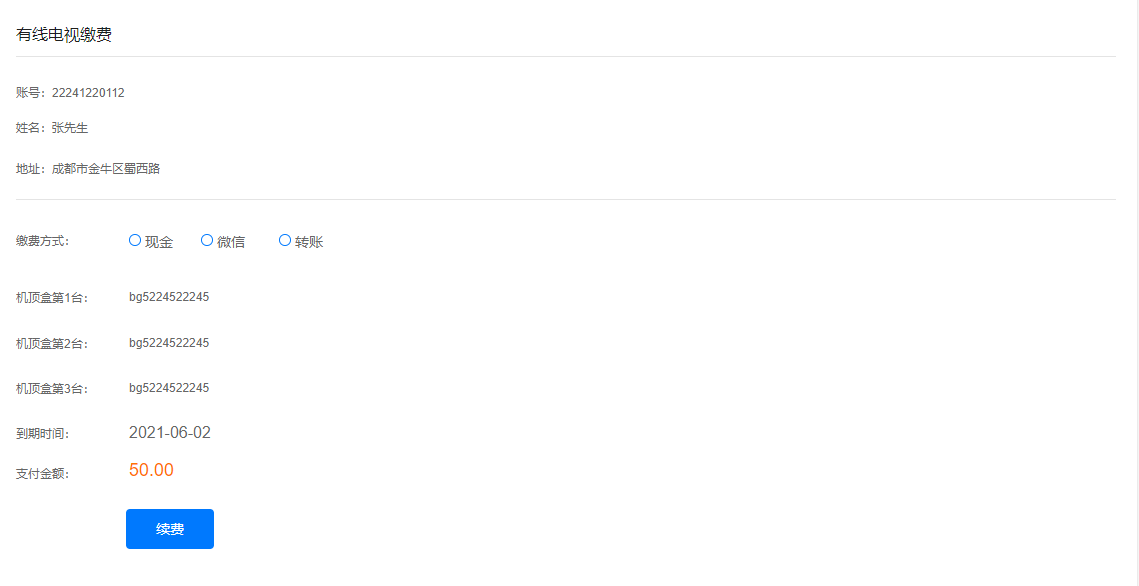 有线电视缴费
账号：22241220112
姓名：张先生
地址：成都市金牛区蜀西路
缴费方式： 现金 微信 转账
机顶盒第1台： bg5224522245
机顶盒第2台： bg5224522245
机顶盒第3台： bg5224522245
到期时间： 2021-06-02
支付金额： 50.00
续费